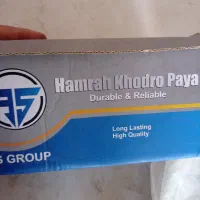 Hamrah Khodro Paya
Durable & Reliable
Long Lasting
High Quality
S GROUP